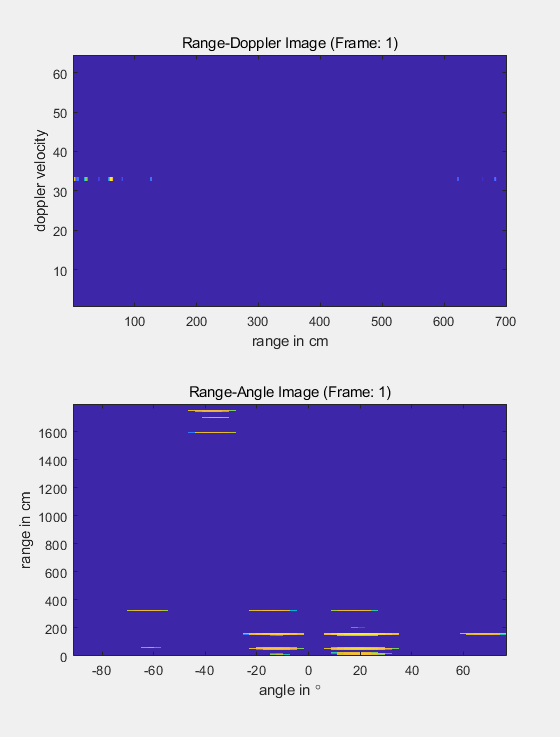 Range-Doppler Image (Frame: 1)
60
50
40
30
20
10
doppler velocity
100 200 300 400 500 600 700
range in cm
Range-Angle Image (Frame: 1)
1600
1400
1200
1000
800
600
400
200
0
range in cm
-80 -60 -40 -20 0 20 40 60
angle in °